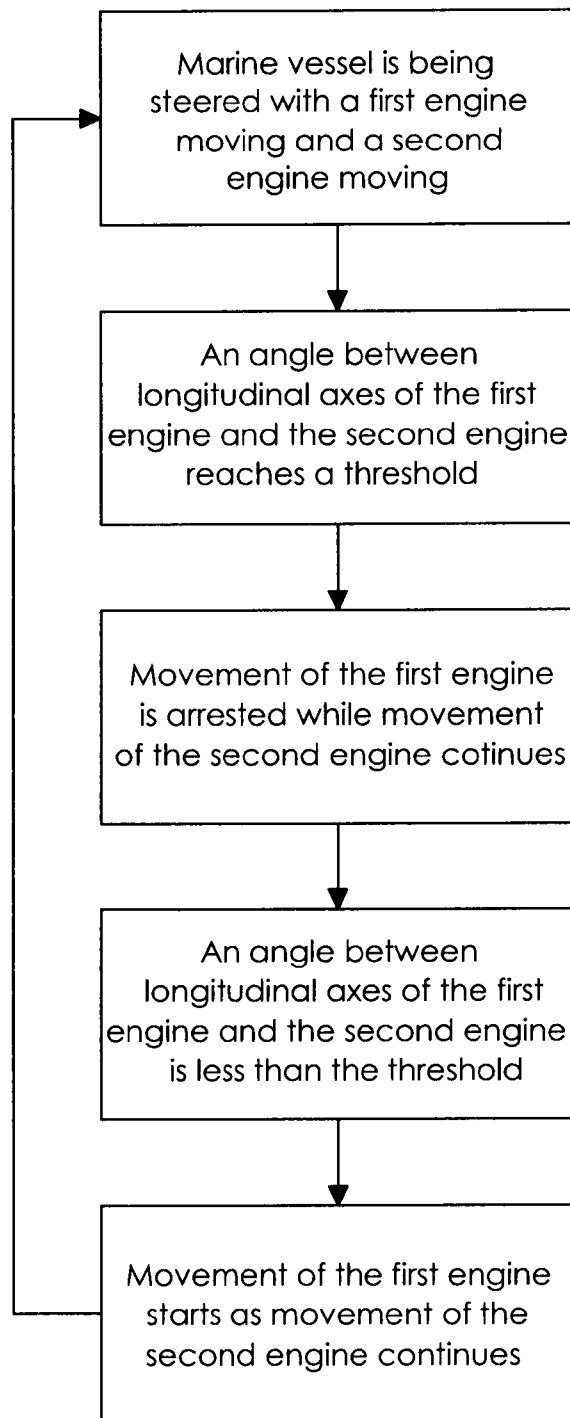 Marine vessel is being
steered with a first engine
moving and a second
engine moving
An angle between
longitudinal axes of the first
engine and the second engine
reaches a threshold
Movement of the first engine
is arrested while movement
of the second engine cotinues
An angle between
longitudinal axes of the first
engine and the second engine
is less than the threshold
Movement of the first engine
starts as movement of the
second engine continues